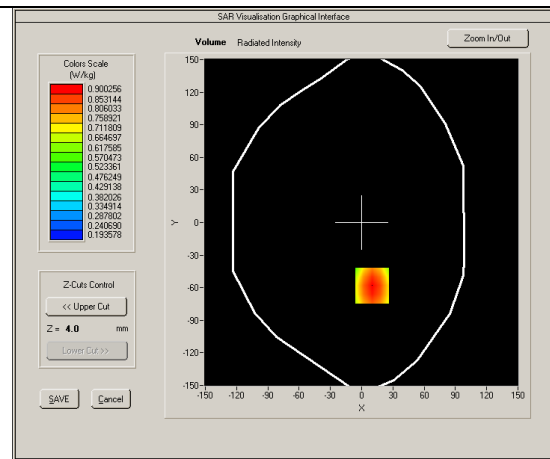 SAR Visualisation Graphical Interface
Volume Radiated Intensity
Zoom In/Out
Colors Scale
(W/kg)
0.900256
0.853144
0.806033
0.758921
0.711809
0.664697
0.617585
0.570473
0.523361
0.476249
0.429138
0.382026
0.334914
0.287802
0.240690
0.193578
Z-Cuts Control
<< Upper Cut
Z = 4.0 mm
Lower Cut >>
SAVE Cancel
150-
120-
90-
60-
30-
Y 0-
-30-
-60-
-90-
-120-
-150-
-150 -120 -90 -60 -30 0 30 60 90 120 150
X